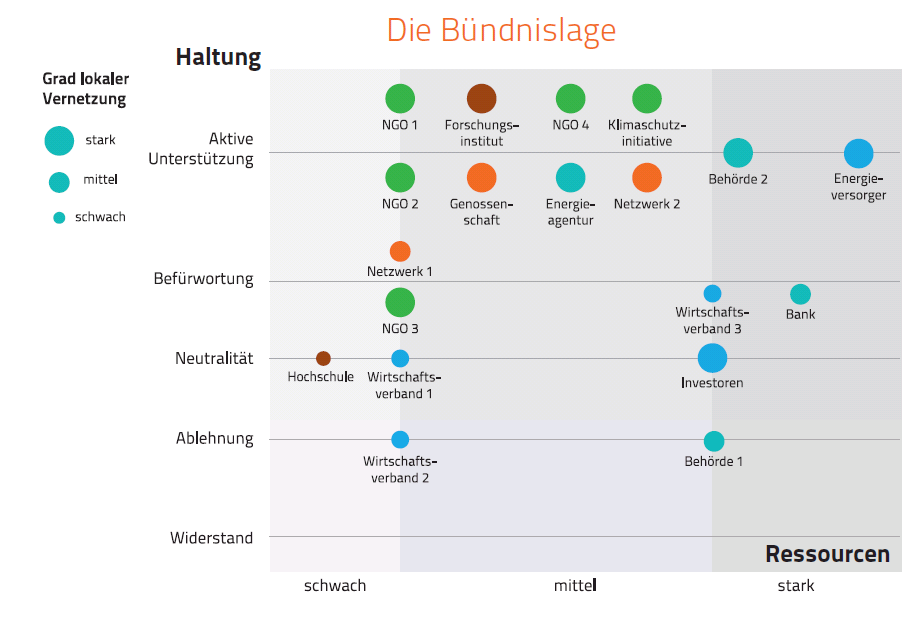 Die Bündnislage
Haltung
Grad lokaler
Vernetzung
stark
mittel
schwach
Aktive
Unterstützung
Befürwortung
Neutralität
Ablehnung
Widerstand
NGO 1
Forschungs-
institut
NGO 4
Klimaschutz-
initiative
Behörde 2
Energie-
versorger
NGO 2
Genossen-
schaft
Energie-
agentur
Netzwerk 2
Netzwerk 1
NGO 3
Wirtschafts-
verband 3
Bank
Hochschule
Wirtschafts-
verband 1
Investoren
Wirtschafts-
verband 2
Behörde 1
Ressourcen
schwach
mittel
stark